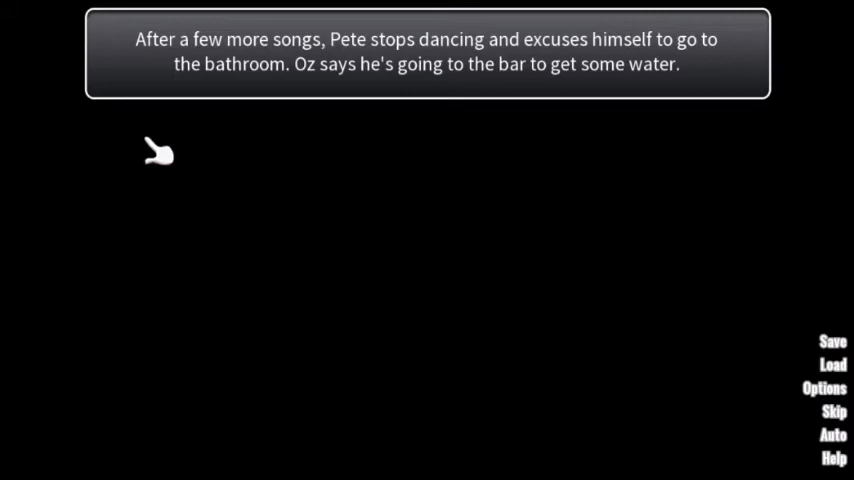 After a few more songs, Pete stops dancing and excuses himself to go to
the bathroom. Oz says he's going to the bar to get some water.
Save
Load
Options
Skip
Auto
Help